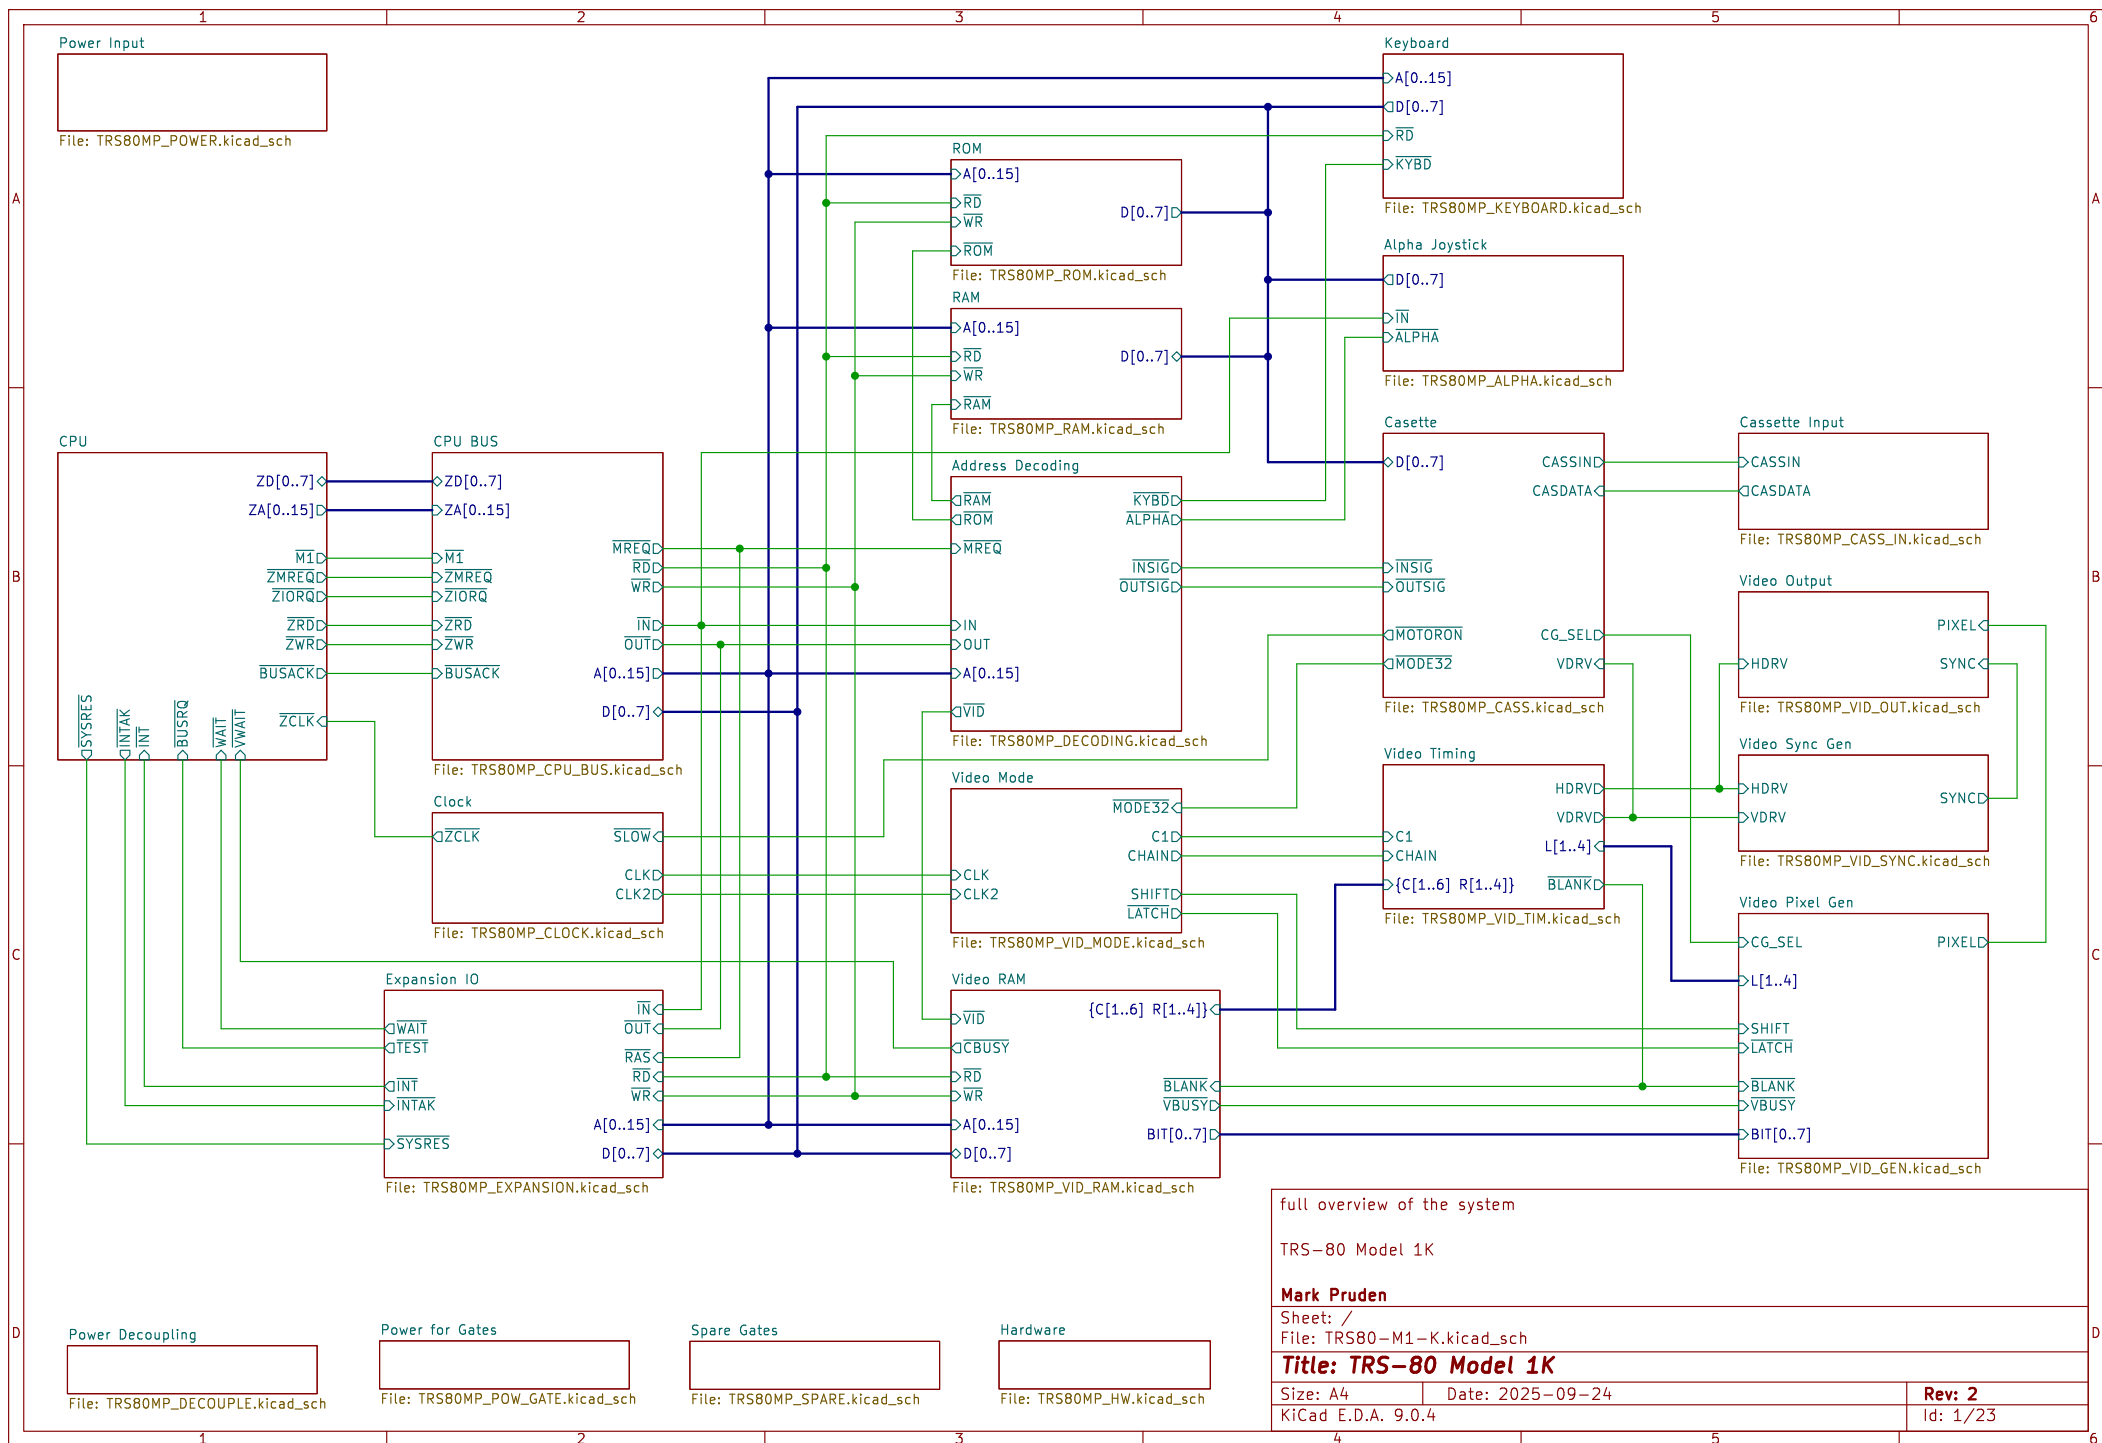 1 2 3 4 5 6
A
B
C
D
A
B
C
D
1 2 3 4 5 6
Power Input
File: TRS80MP_POWER.kicad_sch
CPU
ZD[0..7]
ZA[0..15]
M1
ZMREQ
ZIORQ
ZRD
ZWR
BUSACK
ZCLK
SYSRES
INTAK
INT
BUSRQ
WAIT
VWAIT
CPU BUS
ZD[0..7]
ZA[0..15]
M1
ZMREQ
ZIORQ
ZRD
ZWR
BUSACK
MREQ
RD
WR
IN
OUT
A[0..15]
D[0..7]
File: TRS80MP_CPU_BUS.kicad_sch
Clock
ZCLK
SLOW
CLK
CLK2
File: TRS80MP_CLOCK.kicad_sch
Expansion IO
WAIT
TEST
INT
INTAK
SYSRES
IN
OUT
RAS
RD
WR
A[0..15]
D[0..7]
File: TRS80MP_EXPANSION.kicad_sch
ROM
A[0..15]
RD
WR
ROM
D[0..7]
File: TRS80MP_ROM.kicad_sch
RAM
A[0..15]
RD
WR
RAM
D[0..7]
File: TRS80MP_RAM.kicad_sch
Address Decoding
RAM
ROM
MREQ
IN
OUT
A[0..15]
VID
KYBD
ALPHA
INSIG
OUTSIG
File: TRS80MP_DECODING.kicad_sch
Video Mode
CLK
CLK2
MODE32
C1
CHAIN
SHIFT
LATCH
File: TRS80MP_VID_MODE.kicad_sch
Video RAM
VID
CBUSY
RD
WR
A[0..15]
D[0..7]
{C[1..6] R[1..4]}
BLANK
VBUSY
BIT[0..7]
File: TRS80MP_VID_RAM.kicad_sch
Keyboard
A[0..15]
D[0..7]
RD
KYBD
File: TRS80MP_KEYBOARD.kicad_sch
Alpha Joystick
D[0..7]
IN
ALPHA
File: TRS80MP_ALPHA.kicad_sch
Casette
D[0..7]
INSIG
OUTSIG
MOTORON
MODE32
CASSIN
CASDATA
CG_SEL
VDRV
File: TRS80MP_CASS.kicad_sch
Video Timing
C1
CHAIN
{C[1..6] R[1..4]}
HDRV
VDRV
L[1..4]
BLANK
File: TRS80MP_VID_TIM.kicad_sch
Cassette Input
CASSIN
CASDATA
File: TRS80MP_CASS_IN.kicad_sch
Video Output
HDRV
PIXEL
SYNC
File: TRS80MP_VID_OUT.kicad_sch
Video Sync Gen
HDRV
VDRV
SYNC
File: TRS80MP_VID_SYNC.kicad_sch
Video Pixel Gen
CG_SEL
L[1..4]
SHIFT
LATCH
BLANK
VBUSY
BIT[0..7]
PIXEL
File: TRS80MP_VID_GEN.kicad_sch
Power Decoupling
File: TRS80MP_DECOUPLE.kicad_sch
Power for Gates
File: TRS80MP_POW_GATE.kicad_sch
Spare Gates
File: TRS80MP_SPARE.kicad_sch
Hardware
File: TRS80MP_HW.kicad_sch
full overview of the system
TRS-80 Model 1K
Mark Pruden
Sheet: /
File: TRS80-M1-K.kicad_sch
Title: TRS-80 Model 1K
Size: A4 Date: 2025-09-24 Rev: 2
KiCad E.D.A. 9.0.4 Id: 1/23